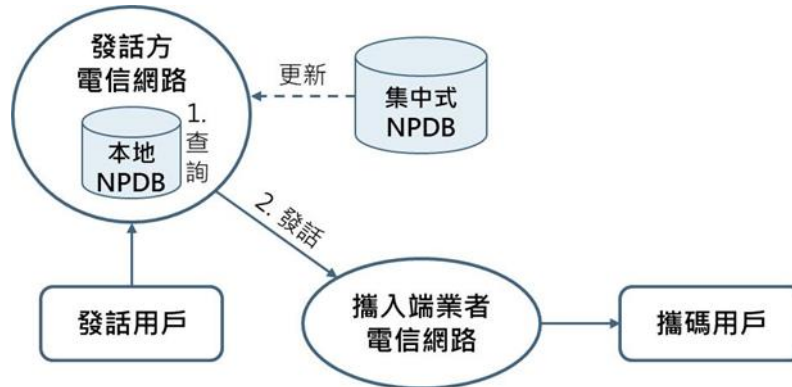 發話方
電信網路
1.
查
詢
本地
NPDB
更新
集中式
NPDB
2. 發話
發話用戶
攜入端業者
電信網路
攜碼用戶